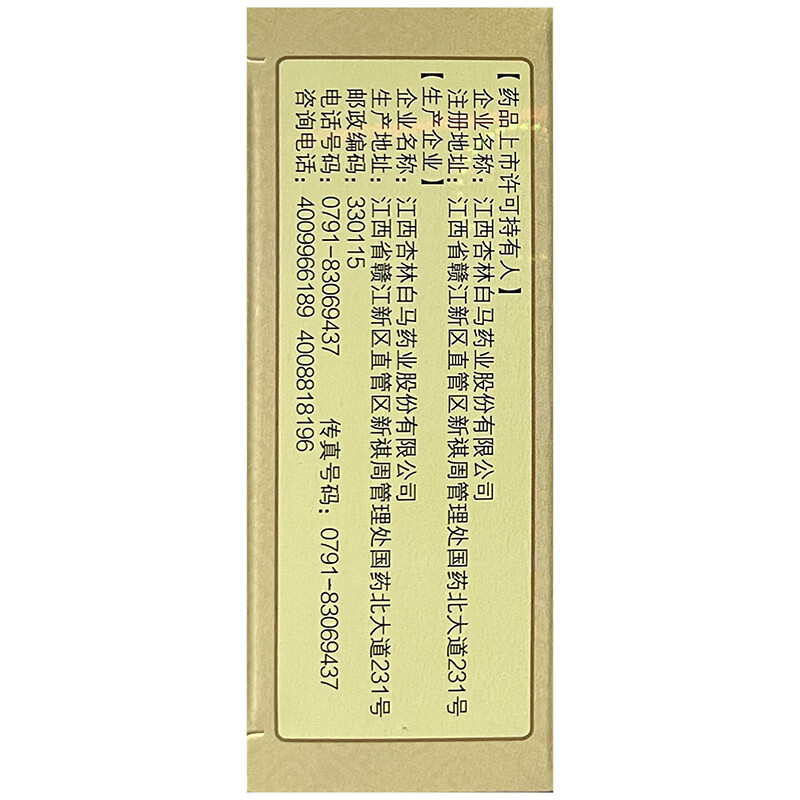 【药品上市许可持有人】
企业名称：江西杏林白马药业股份有限公司
注册地址：江西省赣江新区直管区新祺周管理处国药北大道231号
【生产企业】
企业名称：江西杏林白马药业股份有限公司
生产地址：江西省赣江新区直管区新祺周管理处国药北大道231号
邮政编码：330115
电话号码：0791-83069437 传真号码：0791-83069437
咨询电话：4009966189 4008818196